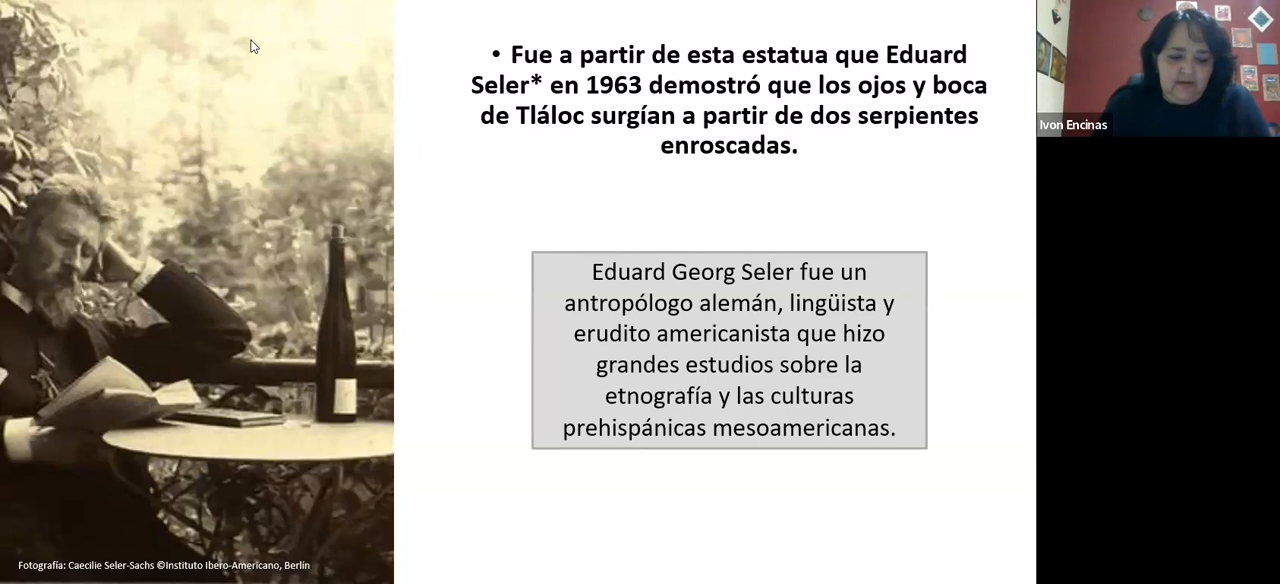 • Fue a partir de esta estatua que Eduard
Seler* en 1963 demostró que los ojos y boca
de Tláloc surgían a partir de dos serpientes
enroscadas.
Eduard Georg Seler fue un
antropólogo alemán, lingüista y
erudito americanista que hizo
grandes estudios sobre la
etnografía y las culturas
prehispánicas mesoamericanas.
Fotografía: Caecilie Seler-Sachs ©Instituto Ibero-Americano, Berlín
Ivon Encinas